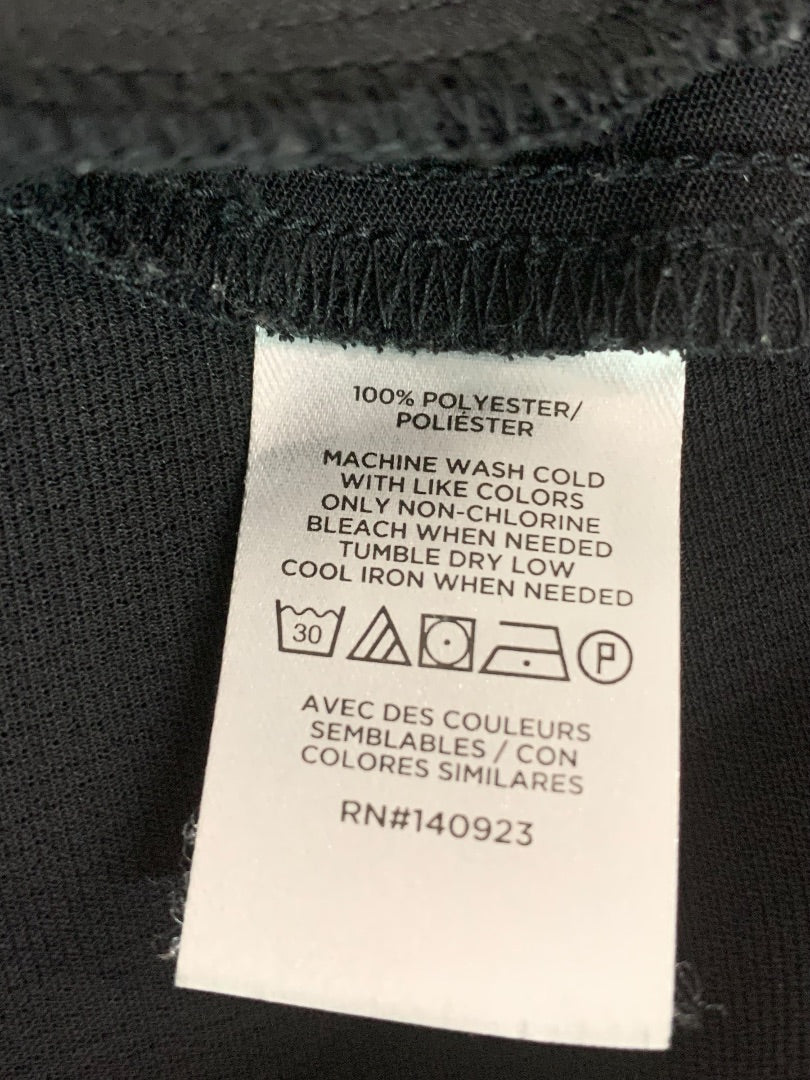 100% POLYESTER/
POLIÉSTER
MACHINE WASH COLD
WITH LIKE COLORS
ONLY NON-CHLORINE
BLEACH WHEN NEEDED
TUMBLE DRY LOW
COOL IRON WHEN NEEDED
30 P
AVEC DES COULEURS
SEMBLABLES / CON
COLORES SIMILARES
RN#140923